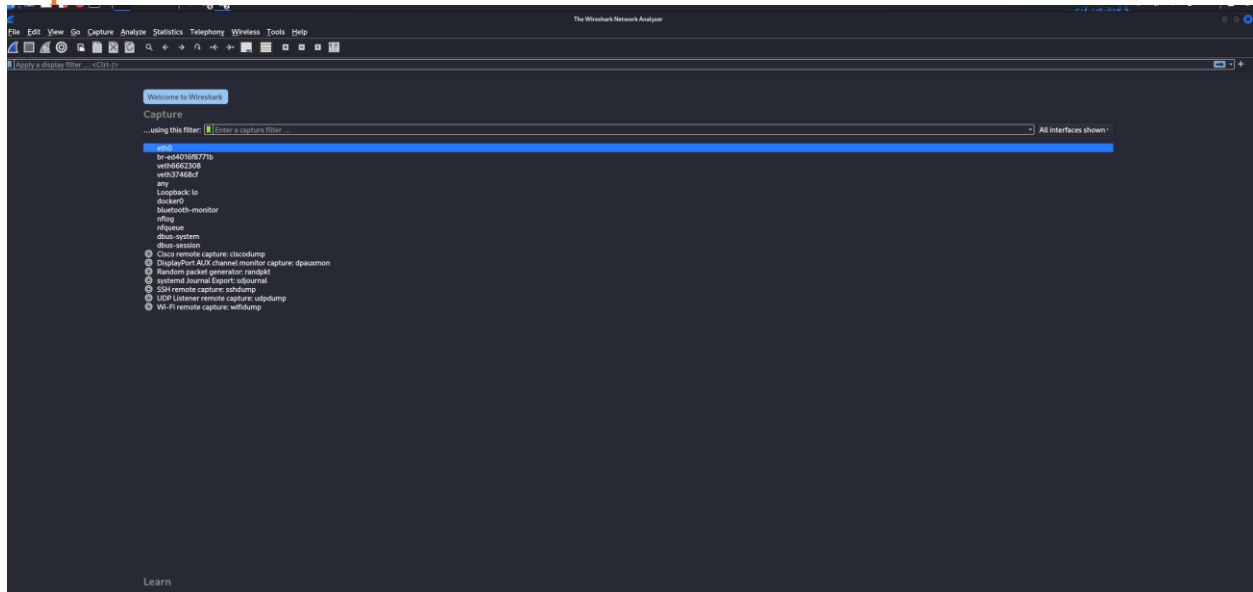 The Wireshark Network Analyzer
File Edit View Go Capture Analyze Statistics Telephony Wireless Tools Help
Apply a display filter ... <Ctrl-/>
Welcome to Wireshark
Capture
...using this filter: Enter a capture filter ... All interfaces shown
eth0
br-ed4016f8771b
veth6662308
veth37468cf
any
Loopback: lo
docker0
bluetooth-monitor
nflog
nfqueue
dbus-system
dbus-session
Cisco remote capture: ciscodump
DisplayPort AUX channel monitor capture: dpauxmon
Random packet generator: randpkt
systemd Journal Export: sdjournal
SSH remote capture: sshdump
UDP Listener remote capture: udpdump
Wi-Fi remote capture: wifidump
Learn